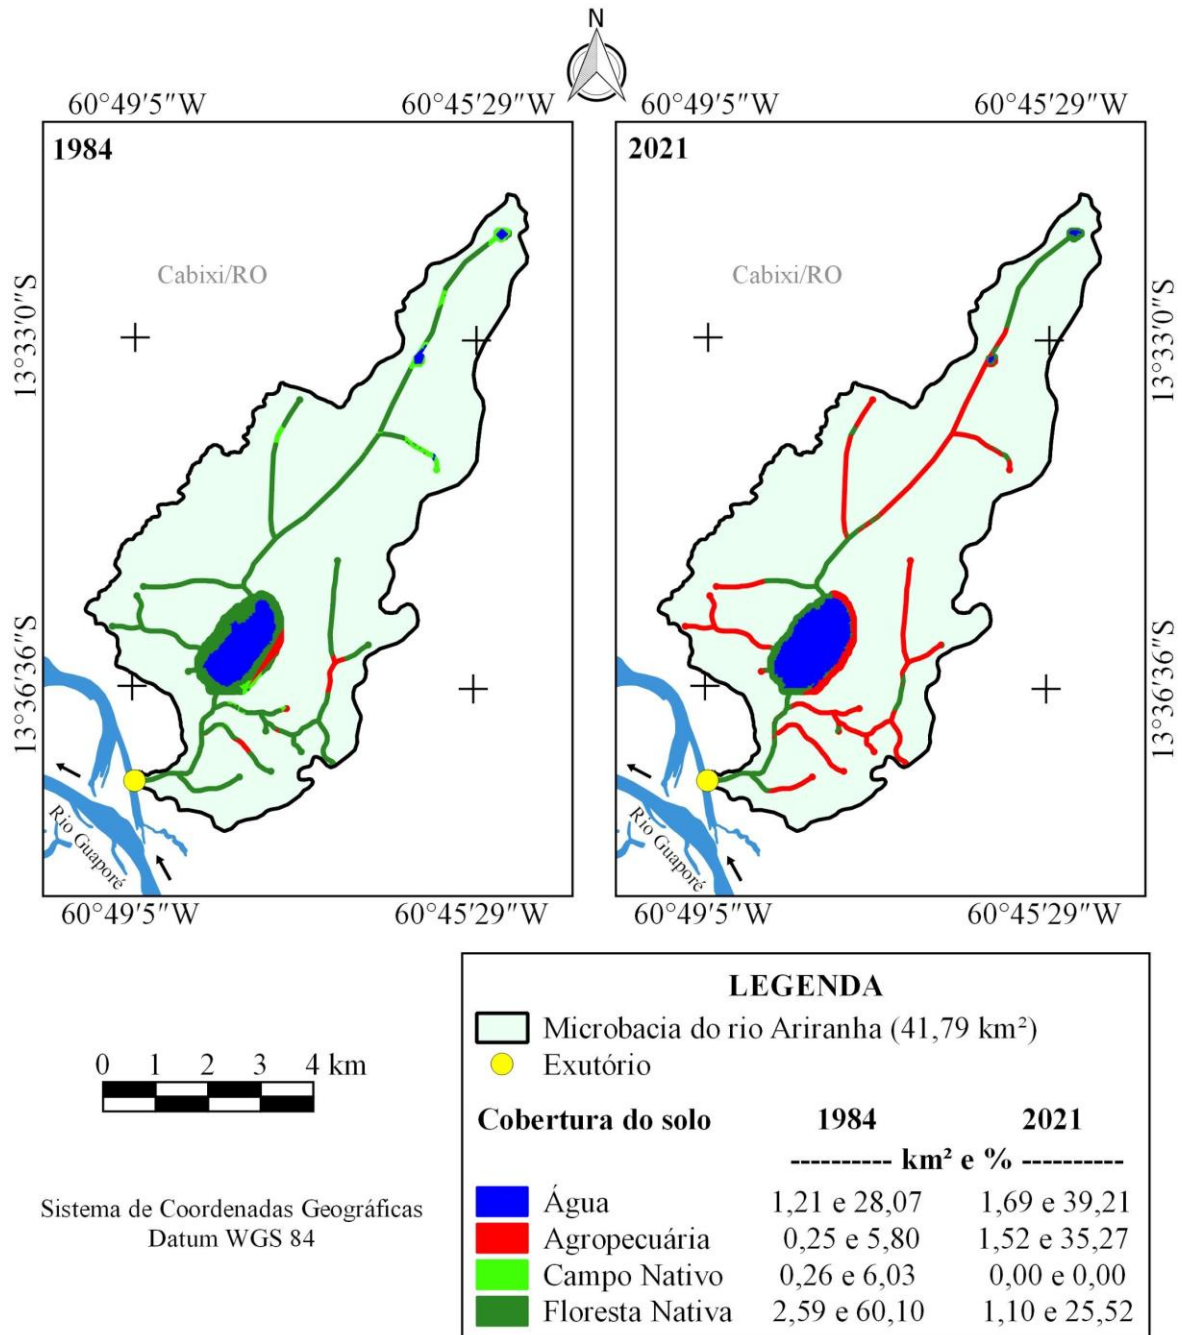 N
60°49'5"W 60°45'29"W 60°49'5"W 60°45'29"W
1984 2021
Cabixi/RO Cabixi/RO
13°33'0"S 13°33'0"S
13°36'36"S 13°36'36"S
Rio Guaporé Rio Guaporé
60°49'5"W 60°45'29"W 60°49'5"W 60°45'29"W
LEGENDA
Microbacia do rio Ariranha (41,79 km²)
Exutório
0 1 2 3 4 km
Cobertura do solo 1984 2021
---------- km² e % ----------
Água 1,21 e 28,07 1,69 e 39,21
Agropecuária 0,25 e 5,80 1,52 e 35,27
Campo Nativo 0,26 e 6,03 0,00 e 0,00
Floresta Nativa 2,59 e 60,10 1,10 e 25,52
Sistema de Coordenadas Geográficas
Datum WGS 84